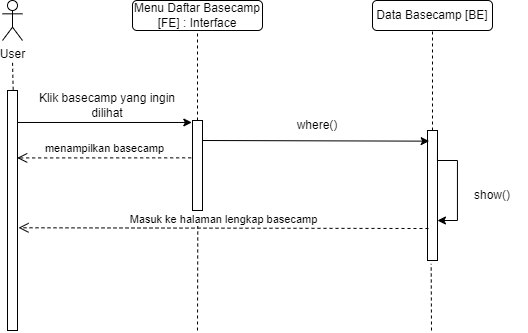 Menu Daftar Basecamp
[FE] : Interface
Data Basecamp [BE]
User
Klik basecamp yang ingin
dilihat
where()
menampilkan basecamp
show()
Masuk ke halaman lengkap basecamp